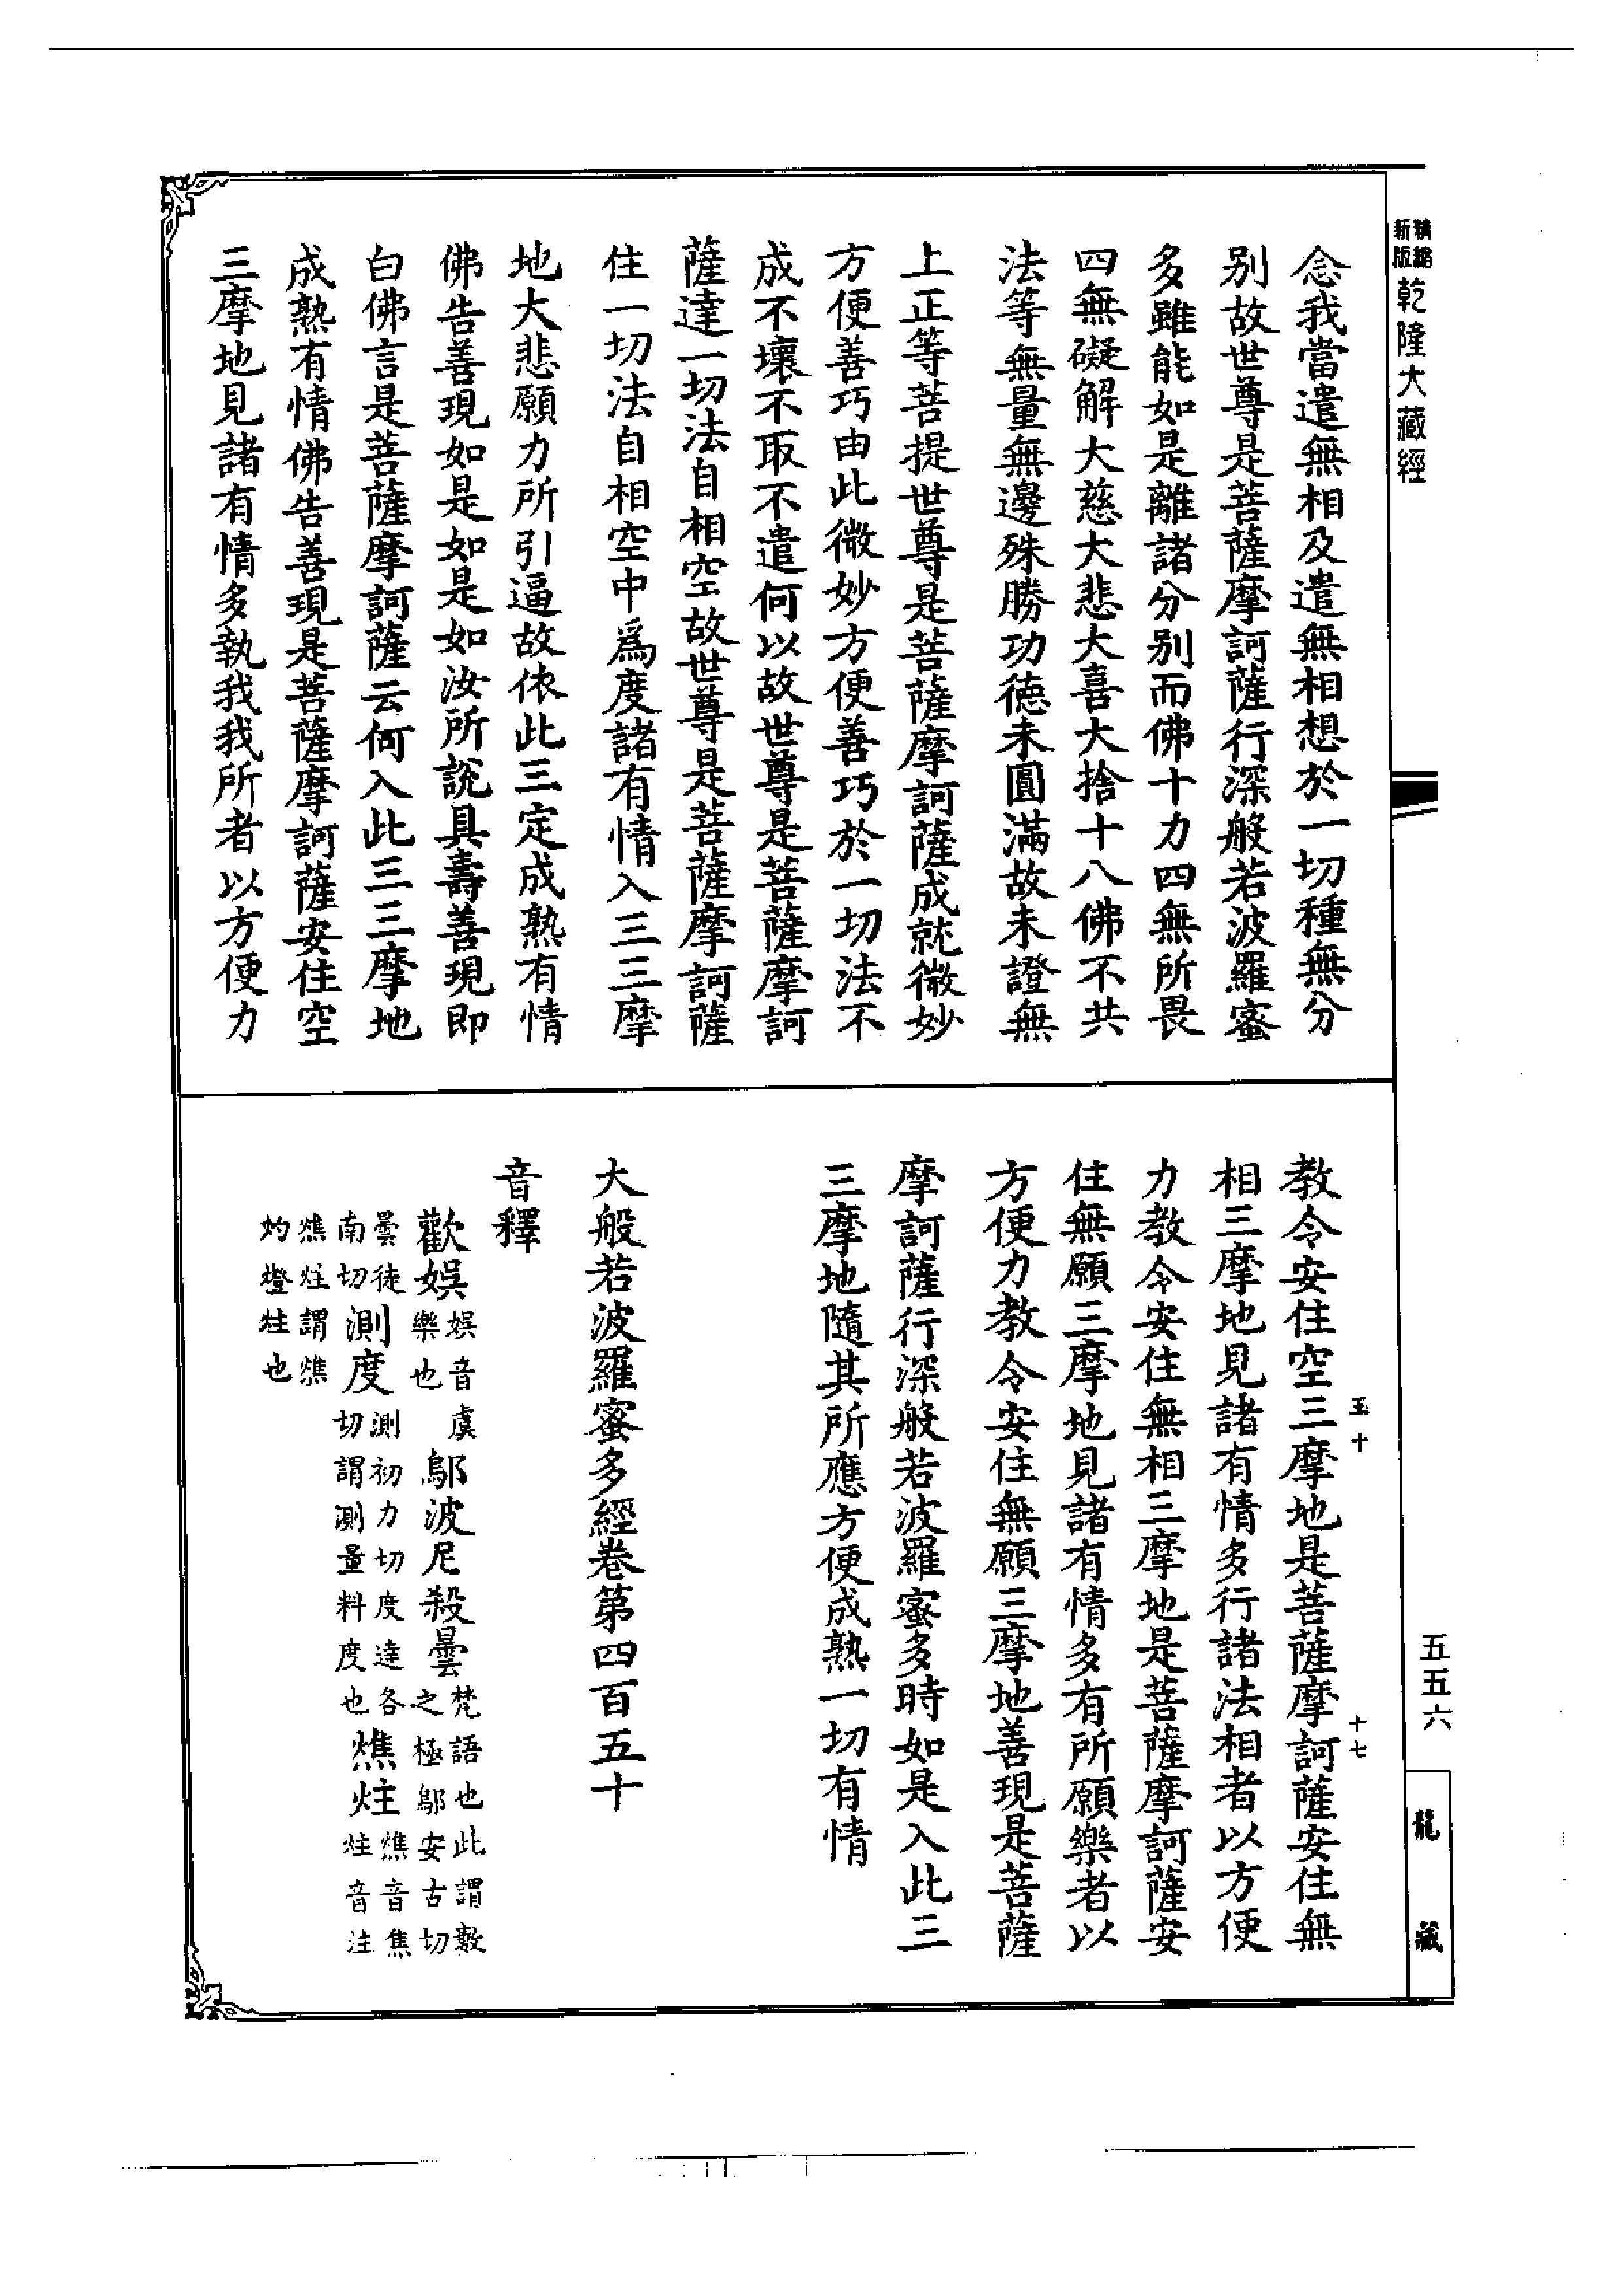 精縮
新版
乾隆大藏經
念我當遣無相及遣無相想於一切種無分
別故世尊是菩薩摩訶薩行深般若波羅蜜
多雖能如是離諸分別而佛十力四無所畏
四無礙解大慈大悲大喜大捨十八佛不共
法等無量無邊殊勝功德未圓滿故未證無
上正等菩提世尊是菩薩摩訶薩成就微妙
方便善巧由此微妙方便善巧於一切法不
成不壞不取不遣何以故世尊是菩薩摩訶
薩達一切法自相空故世尊是菩薩摩訶薩
住一切法自相空中爲度諸有情入三三摩
地大悲願力所引逼故依此三定成熟有情
佛告善現如是如是如汝所說具壽善現即
白佛言是菩薩摩訶薩云何入此三三摩地
成熟有情佛告善現是菩薩摩訶薩安住空
三摩地見諸有情多執我我所者以方便力
教令安住空三摩地是菩薩摩訶薩安住無
相三摩地見諸有情多行諸法相者以方便
力教令安住無相三摩地是菩薩摩訶薩安
住無願三摩地見諸有情多有所願樂者以
方便力教令安住無願三摩地善現是菩薩
摩訶薩行深般若波羅蜜多時如是入此三
三摩地隨其所應方便成熟一切有情
大般若波羅蜜多經卷第四百五十
音釋
歡娛娛音虞樂也 鄔波尼殺曇梵語也此謂數之極鄔安古切
曇徒南切測度測初力切度達各切謂測量料度也燋炷燋音焦炷音注
燋炷謂燋灼燈炷也
玉十
十七
五五六
龍藏